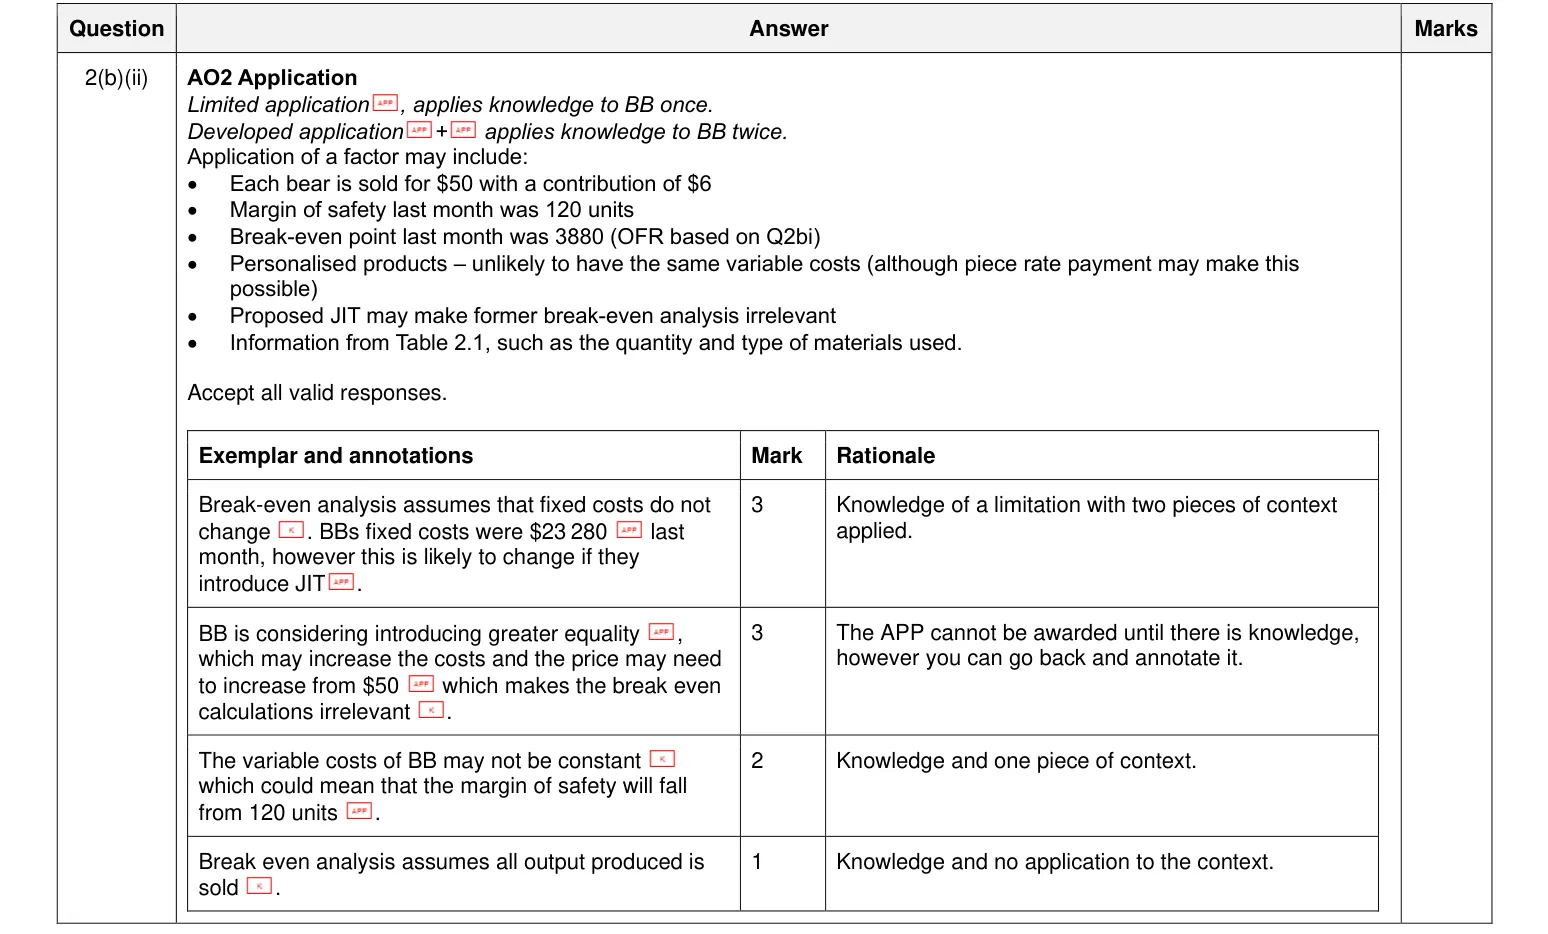 Question Answer Marks
2(b)(ii) AO2 Application
Limited application APP, applies knowledge to BB once.
Developed application APP + APP applies knowledge to BB twice.
Application of a factor may include:
• Each bear is sold for $50 with a contribution of $6
• Margin of safety last month was 120 units
• Break-even point last month was 3880 (OFR based on Q2bi)
• Personalised products – unlikely to have the same variable costs (although piece rate payment may make this
possible)
• Proposed JIT may make former break-even analysis irrelevant
• Information from Table 2.1, such as the quantity and type of materials used.
Accept all valid responses.
Exemplar and annotations Mark Rationale
Break-even analysis assumes that fixed costs do not 3 Knowledge of a limitation with two pieces of context
change K . BBs fixed costs were $23 280 APP last applied.
month, however this is likely to change if they
introduce JIT APP .
BB is considering introducing greater equality APP , 3 The APP cannot be awarded until there is knowledge,
which may increase the costs and the price may need however you can go back and annotate it.
to increase from $50 APP which makes the break even
calculations irrelevant K .
The variable costs of BB may not be constant K 2 Knowledge and one piece of context.
which could mean that the margin of safety will fall
from 120 units APP .
Break even analysis assumes all output produced is 1 Knowledge and no application to the context.
sold K .